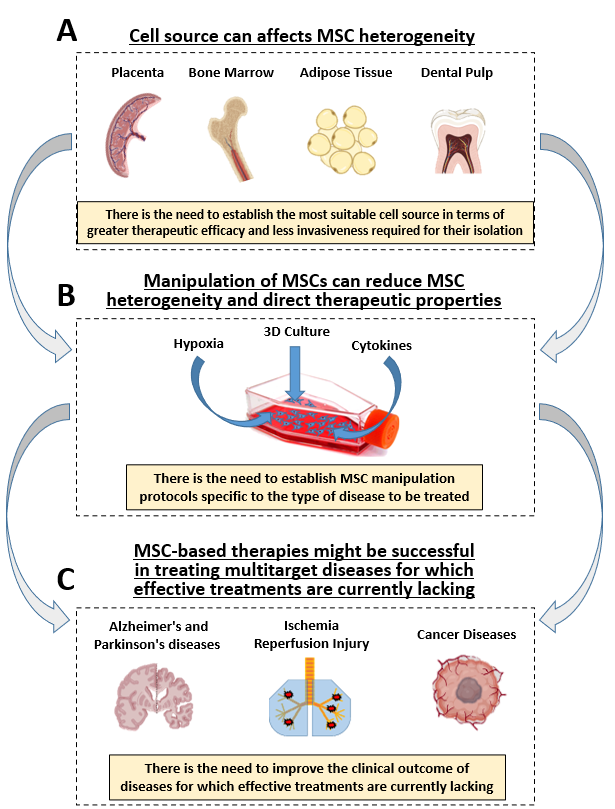 A
Cell source can affects MSC heterogeneity
Placenta
Bone Marrow
Adipose Tissue
Dental Pulp
There is the need to establish the most suitable cell source in terms of
greater therapeutic efficacy and less invasiveness required for their isolation
B
Manipulation of MSCs can reduce MSC
heterogeneity and direct therapeutic properties
Hypoxia
3D Culture
Cytokines
There is the need to establish MSC manipulation
protocols specific to the type of disease to be treated
C
MSC-based therapies might be successful
in treating multitarget diseases for which
effective treatments are currently lacking
Alzheimer's and
Parkinson's diseases
Ischemia
Reperfusion Injury
Cancer Diseases
There is the need to improve the clinical outcome of
diseases for which effective treatments are currently lacking